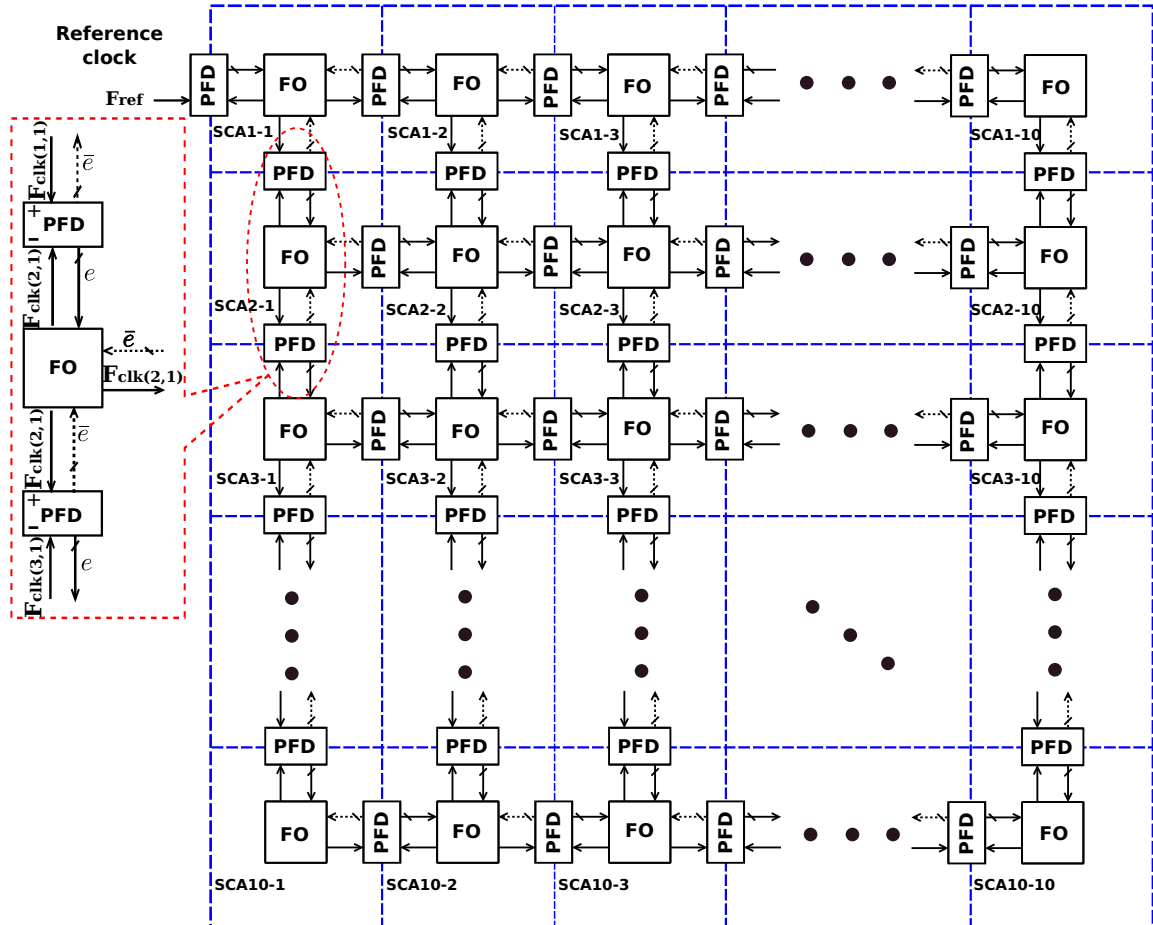 Reference
clock
Fref
PFD FO PFD FO PFD FO PFD PFD FO
SCA1-1 SCA1-2 SCA1-3 SCA1-10
PFD PFD PFD PFD
FO PFD FO PFD FO PFD FO
SCA2-1 SCA2-2 SCA2-3 SCA2-10
PFD PFD PFD PFD
FO PFD FO PFD FO PFD PFD FO
SCA3-1 SCA3-2 SCA3-3 SCA3-10
PFD PFD PFD PFD
PFD PFD PFD PFD
FO PFD FO PFD FO PFD PFD FO
SCA10-1 SCA10-2 SCA10-3 SCA10-10
Fclk(1,1)
ē
+
PFD
-
Fclk(2,1)
e
FO
ē
Fclk(2,1)
Fclk(2,1)
ē
+
PFD
-
Fclk(3,1)
e